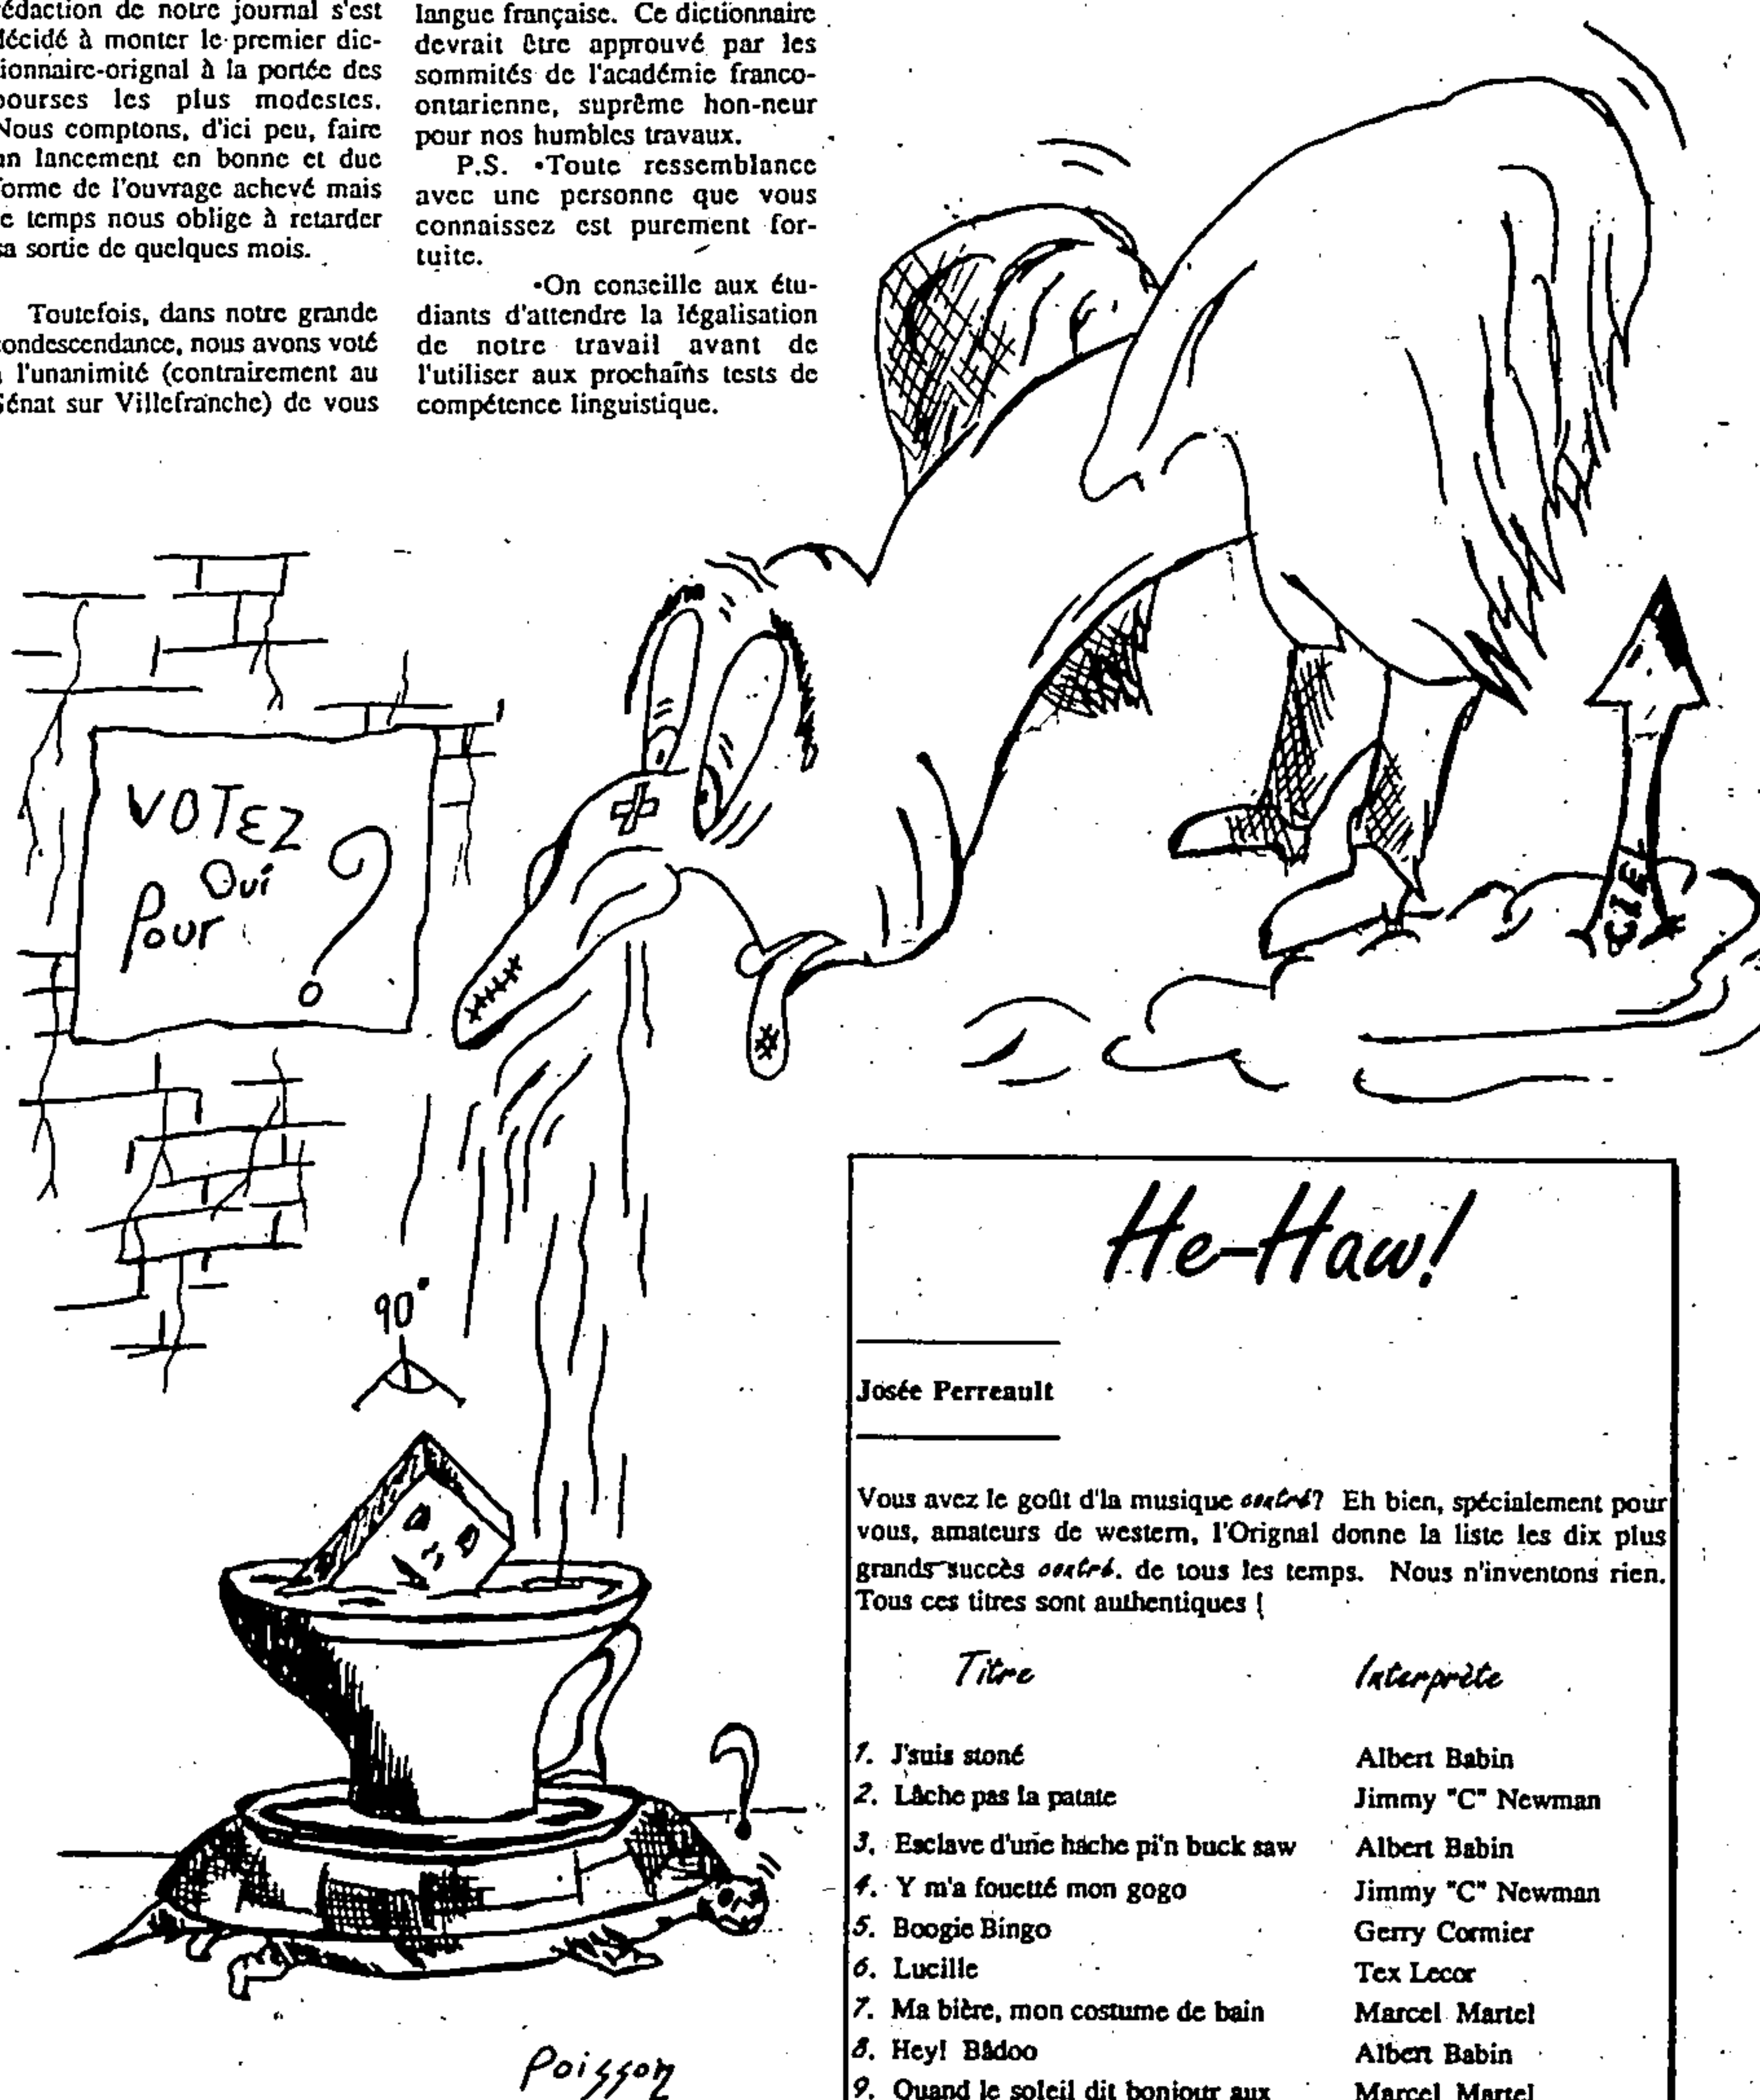 rédaction de notre journal s'est
décidé à monter le premier dic-
tionnaire-orignal à la portée des
bourses les plus modestes.
Nous comptons, d'ici peu, faire
un lancement en bonne et due
forme de l'ouvrage achevé mais
le temps nous oblige à retarder
sa sortie de quelques mois.
Toutefois, dans notre grande
condescendance, nous avons voté
à l'unanimité (contrairement au
Sénat sur Villefranche) de vous
langue française. Ce dictionnaire
devrait être approuvé par les
sommités de l'académie franco-
ontarienne, suprême hon-neur
pour nos humbles travaux.
P.S. •Toute ressemblance
avec une personne que vous
connaissez est purement for-
tuite.
•On conseille aux étu-
diants d'attendre la légalisation
de notre travail avant de
l'utiliser aux prochains tests de
compétence linguistique.
VOTEZ
Oui
Pour ?
CIEL
90°
?
Poisson
He-Haw!
Josée Perreault
Vous avez le goût d'la musique contré? Eh bien, spécialement pour
vous, amateurs de western, l'Orignal donne la liste les dix plus
grands succès contré. de tous les temps. Nous n'inventons rien.
Tous ces titres sont authentiques !
Titre Interprète
1. J'suis stoné Albert Babin
2. Lâche pas la patate Jimmy "C" Newman
3. Esclave d'une hache pi'n buck saw Albert Babin
4. Y m'a fouetté mon gogo Jimmy "C" Newman
5. Boogie Bingo Gerry Cormier
6. Lucille Tex Lecor
7. Ma bière, mon costume de bain Marcel Martel
8. Hey! Bâdoo Albert Babin
9. Quand le soleil dit bonjour aux Marcel Martel